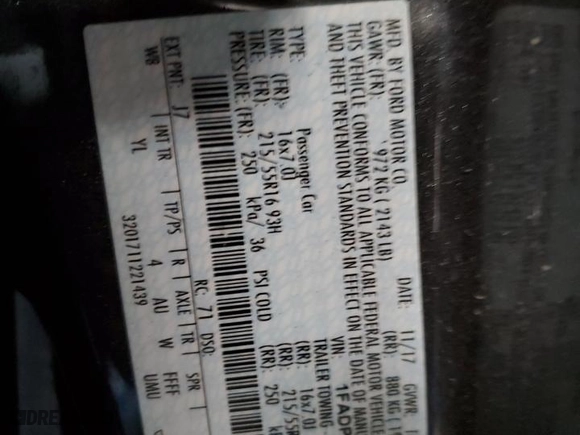 MFD. BY FORD MOTOR CO.
DATE: 11/17 GVWR:
GAWR: (FR): 972 KG ( 2143 LB) (RR): 880 KG
THIS VEHICLE CONFORMS TO ALL APPLICABLE FEDERAL MOTOR VEHICLE
AND THEFT PREVENTION STANDARDS IN EFFECT ON THE DATE OF
VIN: 1FADP
TYPE: Passenger Car TRAILER TOWING -
RIM: (FR): 16x7.0J (RR): 16x7.0J
TIRE: (FR): 215/55R16 93H (RR): 215/55R
PRESSURE: (FR): 250 kPa/ 36 PSI COLD (RR): 250
RC: 71 DSO:
EXT PNT: J7
WB INT TR TP/PS R AXLE TR SPR
YL 4 AU W FFFF
3201711221439 UMU